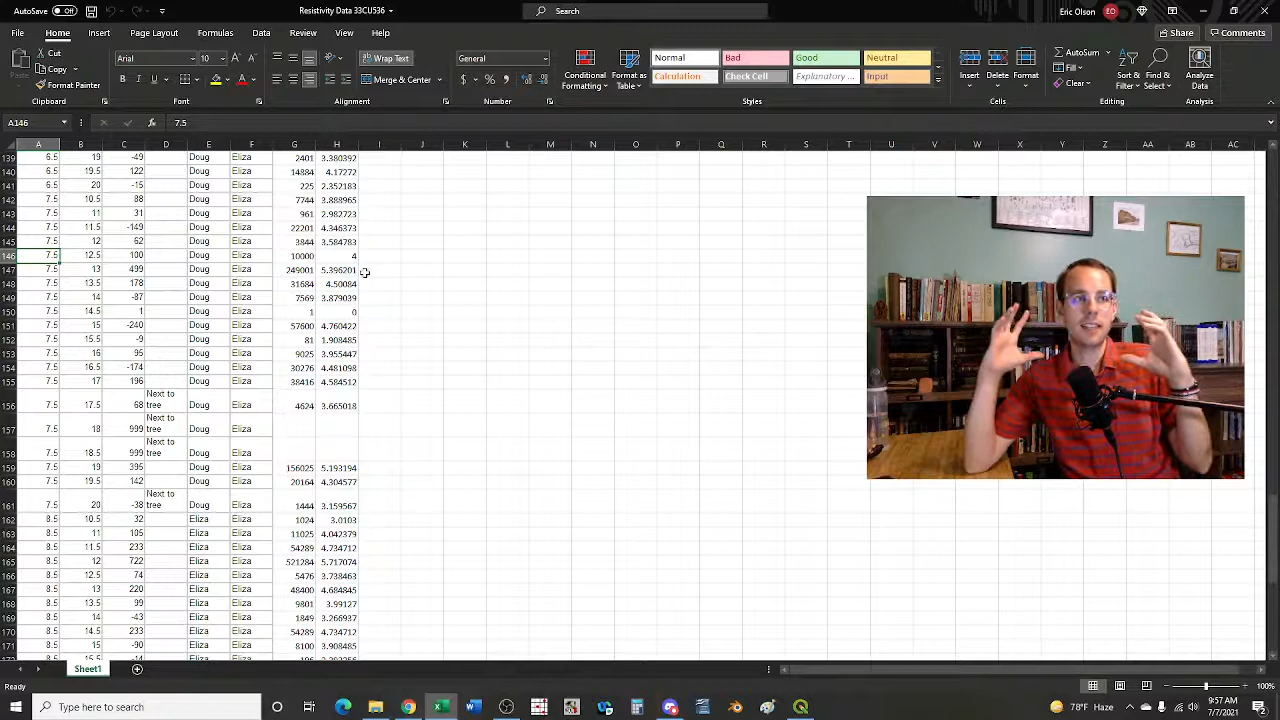 AutoSave Off Resistivity Data 33CU536 Search Eric Olson EO
File Home Insert Draw Page Layout Formulas Data Review View Help Share Comments
Cut
Copy
Format Painter
Paste
Clipboard
Arial
Font
Wrap Text
Merge & Center
Alignment
General
Number
Conditional Formatting
Format as Table
Normal Bad Good Neutral
Calculation Check Cell Explanatory ... Input
Styles
Insert Delete Format
Cells
AutoSum
Fill
Clear
Sort & Filter
Find & Select
Editing
Analyze Data
Analysis
A146 fx 7.5
A B C D E F G H I J K L M N O P Q R S T U V W X Y Z AA AB AC
139 6.5 19 -49 Doug Eliza 2401 3.380392
140 6.5 19.5 122 Doug Eliza 14884 4.17272
141 6.5 20 -15 Doug Eliza 225 2.352183
142 7.5 10.5 88 Doug Eliza 7744 3.888965
143 7.5 11 31 Doug Eliza 961 2.982723
144 7.5 11.5 -149 Doug Eliza 22201 4.346373
145 7.5 12 62 Doug Eliza 3844 3.584783
146 7.5 12.5 100 Doug Eliza 10000 4
147 7.5 13 499 Doug Eliza 249001 5.396201
148 7.5 13.5 178 Doug Eliza 31684 4.50084
149 7.5 14 -87 Doug Eliza 7569 3.879039
150 7.5 14.5 1 Doug Eliza 1 0
151 7.5 15 -240 Doug Eliza 57600 4.760422
152 7.5 15.5 -9 Doug Eliza 81 1.908485
153 7.5 16 95 Doug Eliza 9025 3.955447
154 7.5 16.5 -174 Doug Eliza 30276 4.481098
155 7.5 17 196 Doug Eliza 38416 4.584512
156 7.5 17.5 68 Next to tree Doug Eliza 4624 3.665018
157 7.5 18 999 Next to tree Doug Eliza
7.5 18.5 999 Next to tree Doug Eliza
159 7.5 19 395 Doug Eliza 156025 5.193194
160 7.5 19.5 142 Doug Eliza 20164 4.304577
161 7.5 20 -38 Next to tree Doug Eliza 1444 3.159567
162 8.5 10.5 32 Eliza Eliza 1024 3.0103
163 8.5 11 105 Eliza Eliza 11025 4.042379
164 8.5 11.5 233 Eliza Eliza 54289 4.734712
165 8.5 12 722 Eliza Eliza 521284 5.717074
166 8.5 12.5 74 Eliza Eliza 5476 3.738463
167 8.5 13 220 Eliza Eliza 48400 4.684845
168 8.5 13.5 99 Eliza Eliza 9801 3.99127
169 8.5 14 -43 Eliza Eliza 1849 3.266937
170 8.5 14.5 233 Eliza Eliza 54289 4.734712
171 8.5 15 -90 Eliza Eliza 8100 3.908485
Sheet1
Ready 100%
Type here to search 78°F Haze 9:57 AM
7/7/2021